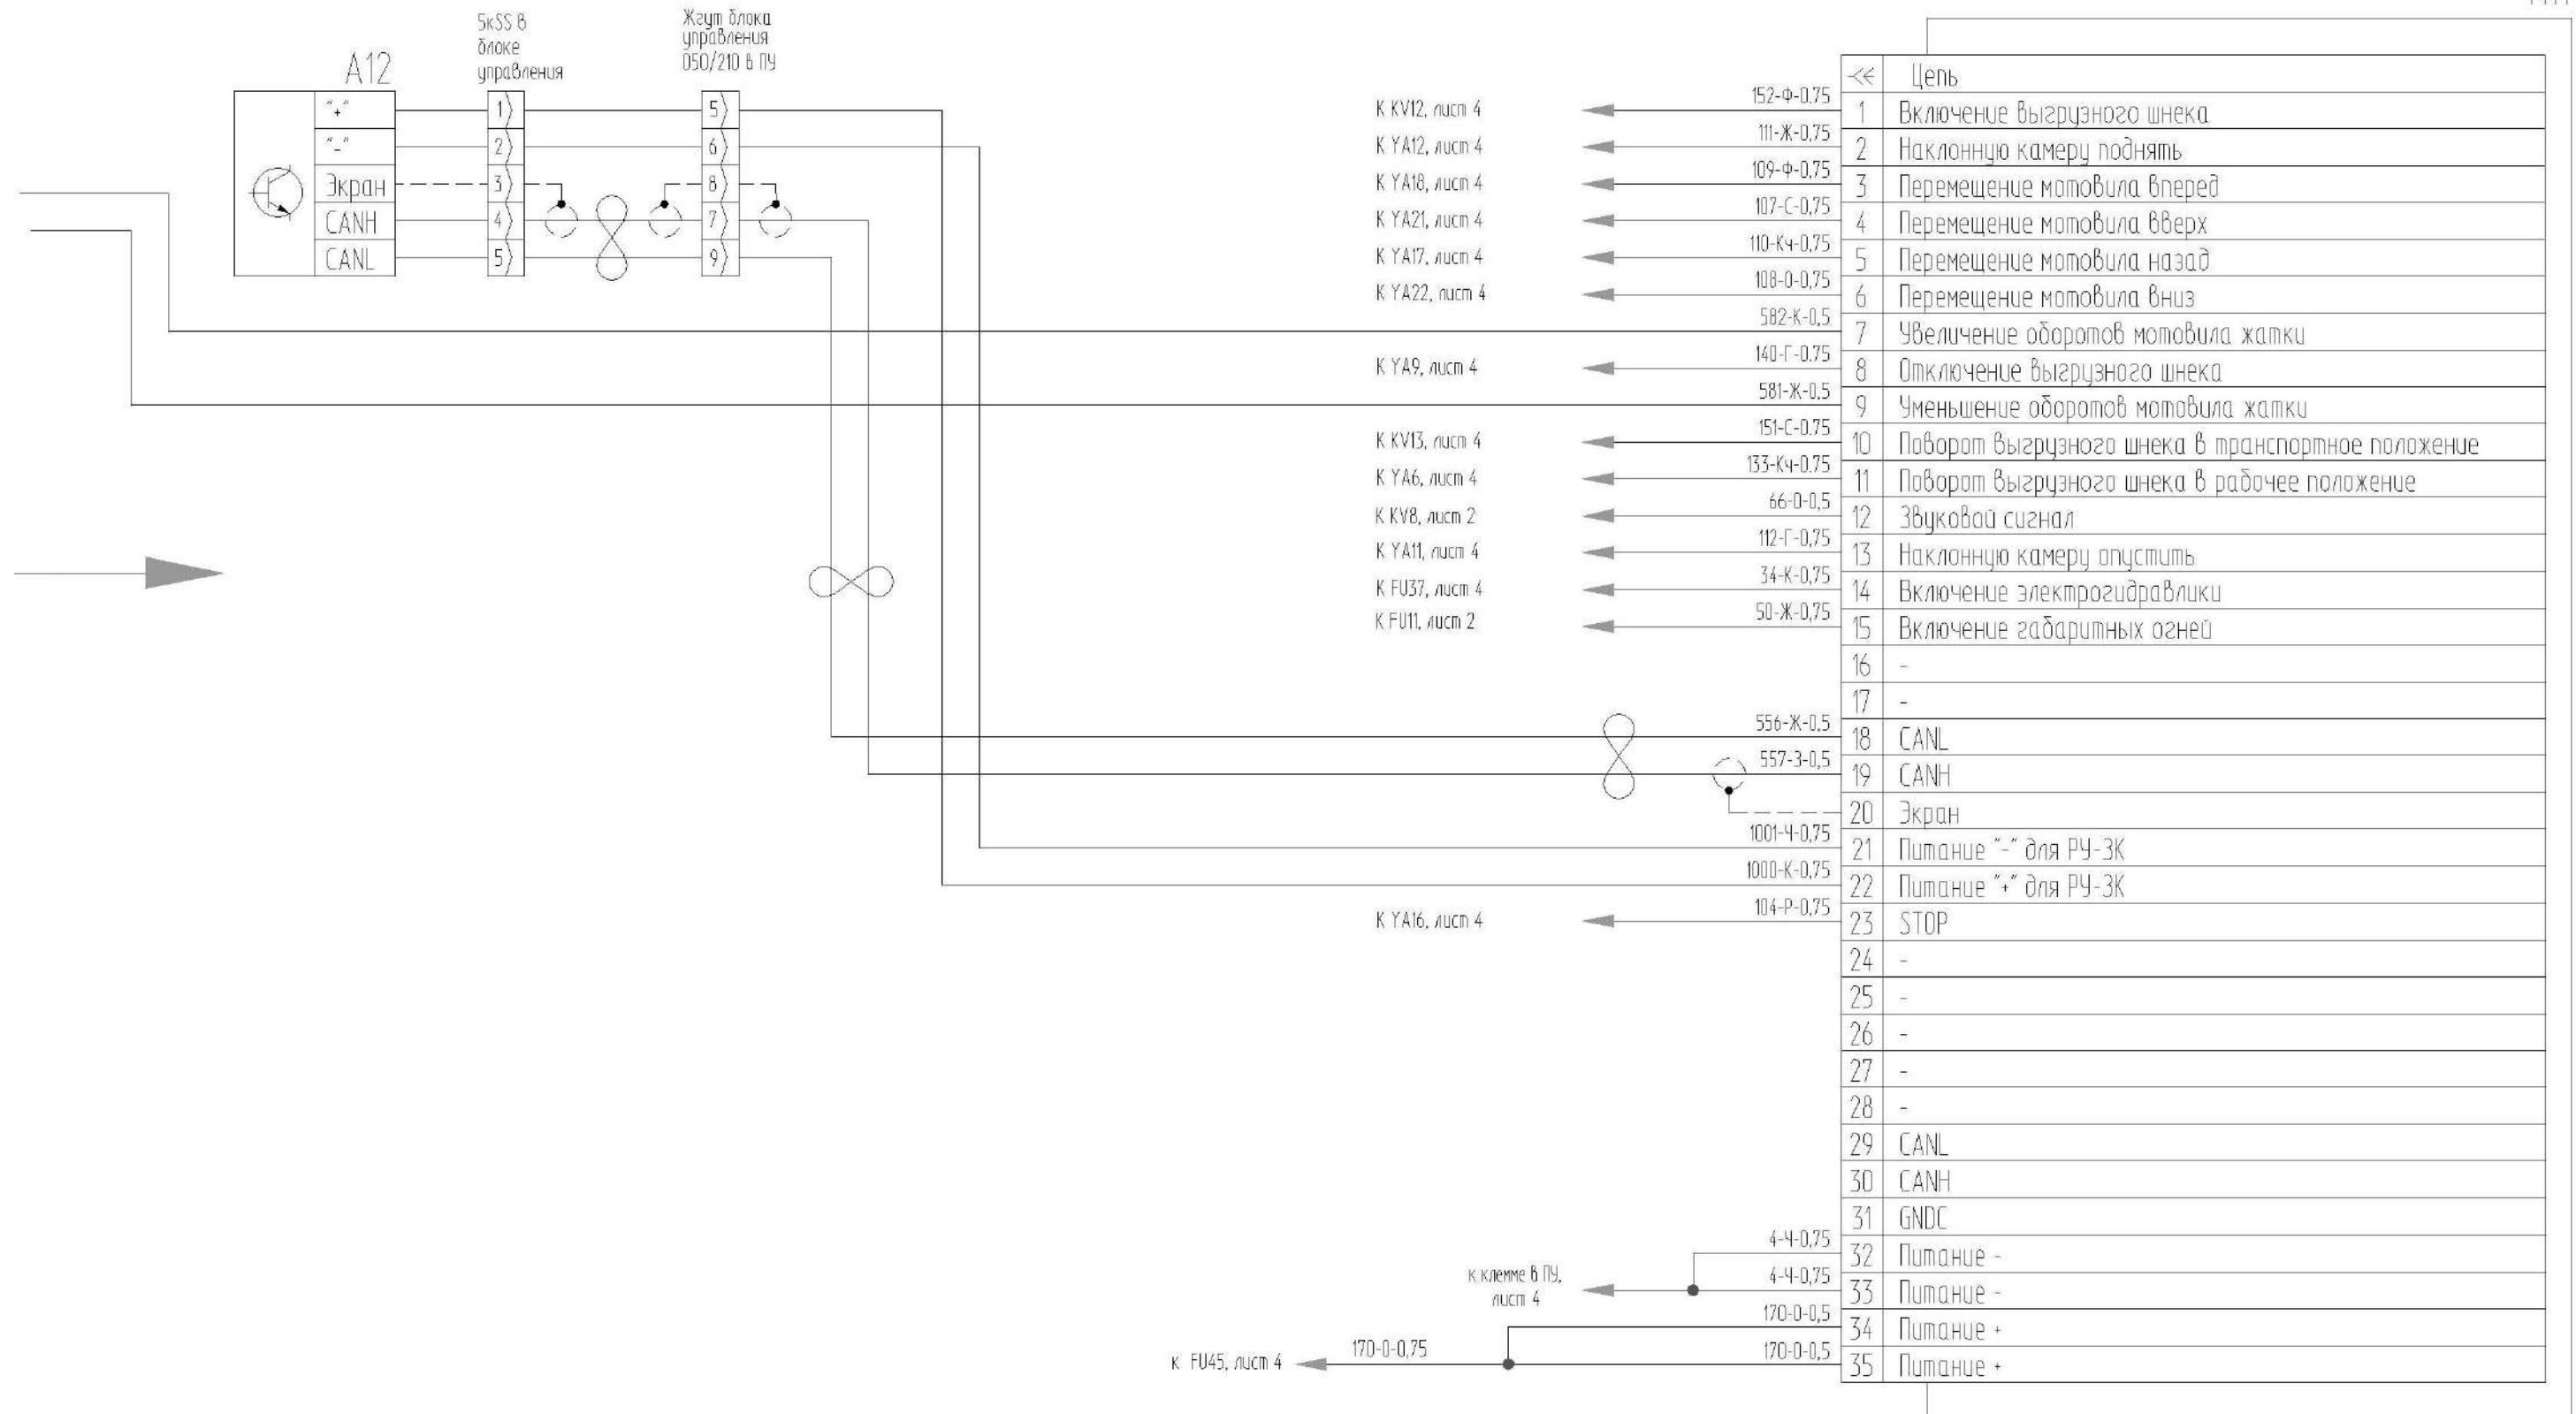 5кSS в
блоке
управления
Жгут блока
управления
050/210 в ПУ
A12
"+"
"-"
Экран
CANH
CANL
1
2
3
4
5
5
6
8
7
9
Цепь
К KV12, лист 4 152-Ф-0.75 1 Включение выгрузного шнека
К YA12, лист 4 111-Ж-0,75 2 Наклонную камеру поднять
К YA18, лист 4 109-Ф-0,75 3 Перемещение мотовила вперед
К YA21, лист 4 107-С-0,75 4 Перемещение мотовила вверх
К YA17, лист 4 110-Кч-0,75 5 Перемещение мотовила назад
К YA22, лист 4 108-О-0,75 6 Перемещение мотовила вниз
582-К-0,5 7 Увеличение оборотов мотовила жатки
К YA9, лист 4 140-Г-0.75 8 Отключение выгрузного шнека
581-Ж-0,5 9 Уменьшение оборотов мотовила жатки
К KV13, лист 4 151-С-0.75 10 Поворот выгрузного шнека в транспортное положение
К YA6, лист 4 133-Кч-0.75 11 Поворот выгрузного шнека в рабочее положение
К KV8, лист 2 66-О-0,5 12 Звуковой сигнал
К YA11, лист 4 112-Г-0,75 13 Наклонную камеру опустить
К FU37, лист 4 34-К-0,75 14 Включение электрогидравлики
К FU11, лист 2 50-Ж-0,75 15 Включение габаритных огней
16 -
17 -
556-Ж-0,5 18 CANL
557-З-0,5 19 CANH
20 Экран
1001-Ч-0,75 21 Питание "-" для РУ-3К
1000-К-0,75 22 Питание "+" для РУ-3К
К YA16, лист 4 104-Р-0,75 23 STOP
24 -
25 -
26 -
27 -
28 -
29 CANL
30 CANH
31 GNDC
4-Ч-0,75 32 Питание -
к клемме в ПУ,
лист 4
4-Ч-0,75 33 Питание -
170-О-0,5 34 Питание +
к FU45, лист 4 170-О-0,75 170-О-0,5 35 Питание +